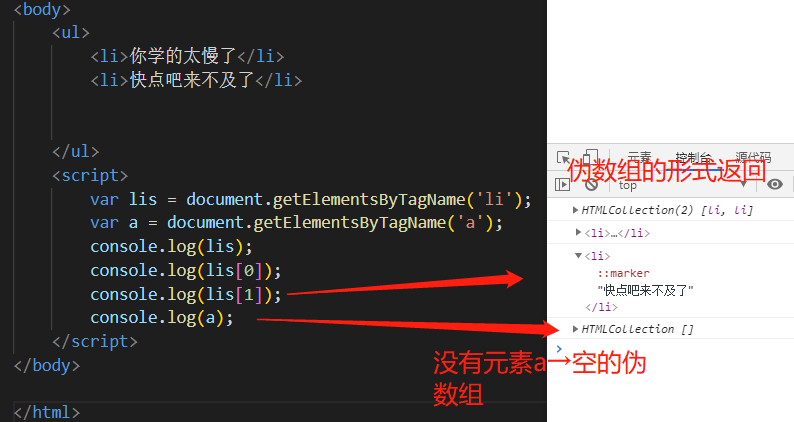 <body>
<ul>
<li>你学的太慢了</li>
<li>快点吧来不及了</li>
</ul>
<script>
var lis = document.getElementsByTagName('li');
var a = document.getElementsByTagName('a');
console.log(lis);
console.log(lis[0]);
console.log(lis[1]);
console.log(a);
</script>
</body>
</html>
元素 控制台 源代码
伪数组的形式返回
top
HTMLCollection(2) [li, li]
<li>…</li>
<li>
::marker
"快点吧来不及了"
</li>
HTMLCollection []
没有元素a→空的伪
数组